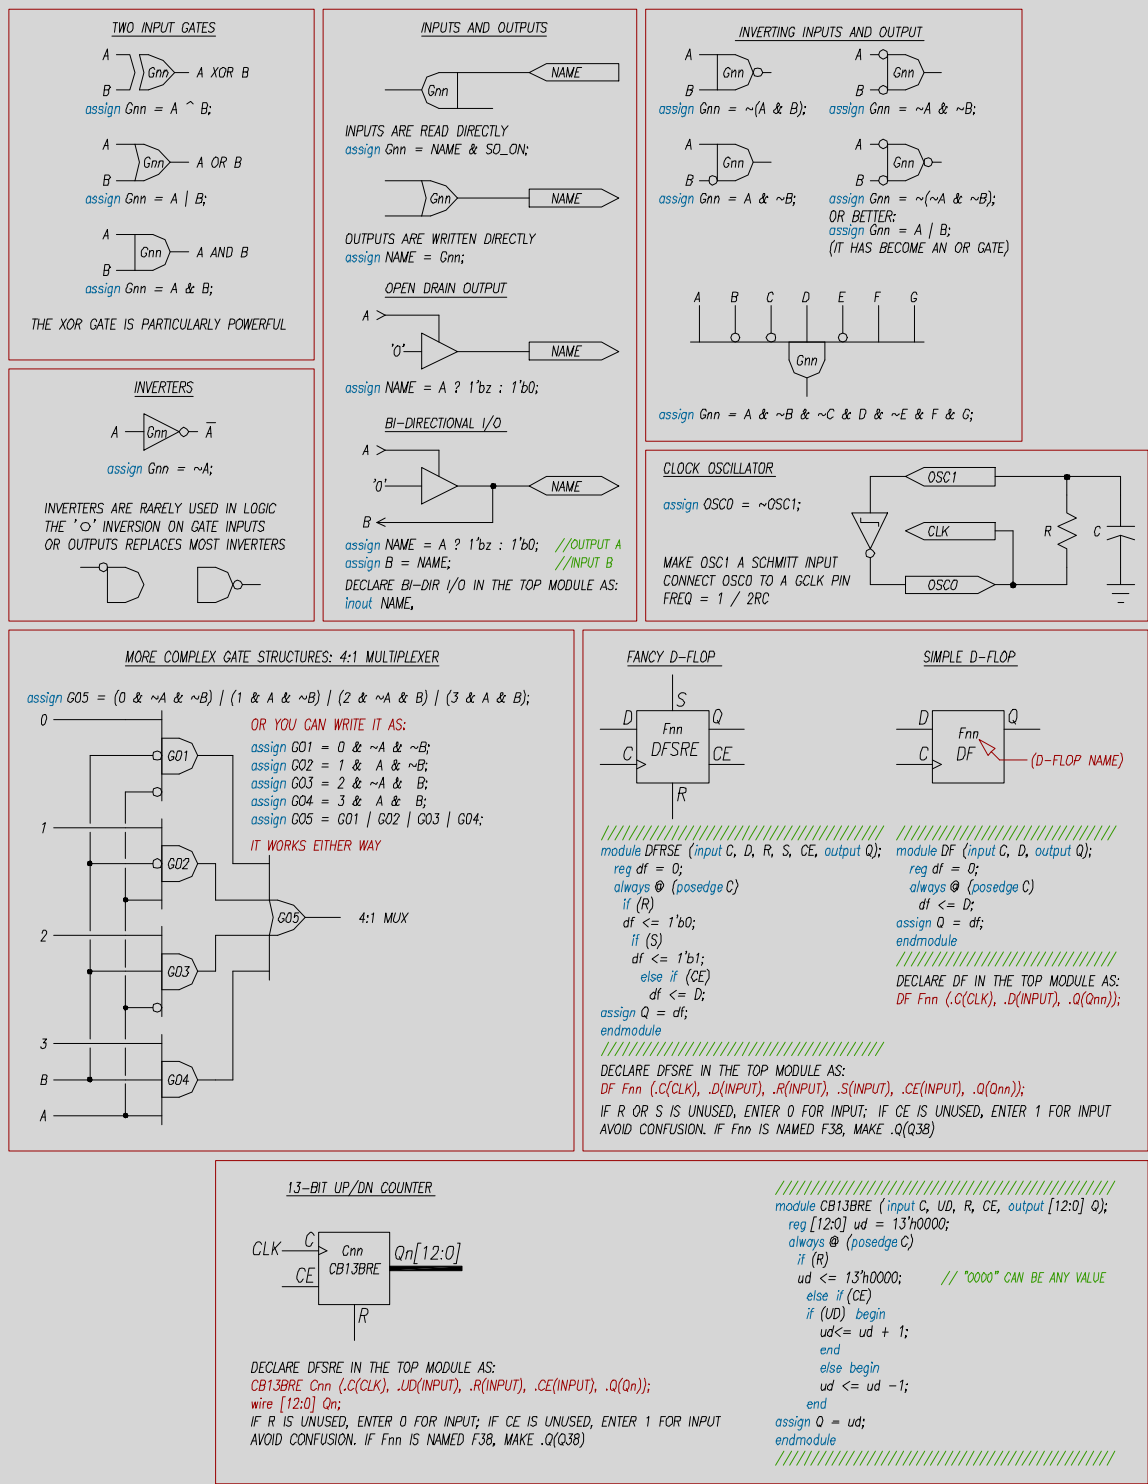 TWO INPUT GATES
A
B
Gnn
A XOR B
assign Gnn = A ^ B;
A
B
Gnn
A OR B
assign Gnn = A | B;
A
B
Gnn
A AND B
assign Gnn = A & B;
THE XOR GATE IS PARTICULARLY POWERFUL
INVERTERS
A
Gnn
A
assign Gnn = ~A;
INVERTERS ARE RARELY USED IN LOGIC
THE 'O' INVERSION ON GATE INPUTS
OR OUTPUTS REPLACES MOST INVERTERS
INPUTS AND OUTPUTS
Gnn
NAME
INPUTS ARE READ DIRECTLY
assign Gnn = NAME & SO_ON;
Gnn
NAME
OUTPUTS ARE WRITTEN DIRECTLY
assign NAME = Gnn;
OPEN DRAIN OUTPUT
A
'0'
NAME
assign NAME = A ? 1'bz : 1'b0;
BI-DIRECTIONAL I/O
A
'0'
NAME
B
assign NAME = A ? 1'bz : 1'b0; //OUTPUT A
assign B = NAME; //INPUT B
DECLARE BI-DIR I/O IN THE TOP MODULE AS:
inout NAME,
INVERTING INPUTS AND OUTPUT
A
B
Gnn
assign Gnn = ~(A & B);
A
B
Gnn
assign Gnn = ~A & ~B;
A
B
Gnn
assign Gnn = A & ~B;
A
B
Gnn
assign Gnn = ~(~A & ~B);
OR BETTER:
assign Gnn = A | B;
(IT HAS BECOME AN OR GATE)
A B C D E F G
Gnn
assign Gnn = A & ~B & ~C & D & ~E & F & G;
CLOCK OSCILLATOR
assign OSCO = ~OSC1;
MAKE OSC1 A SCHMITT INPUT
CONNECT OSCO TO A GCLK PIN
FREQ = 1 / 2RC
OSC1
CLK
OSCO
R
C
MORE COMPLEX GATE STRUCTURES: 4:1 MULTIPLEXER
assign G05 = (0 & ~A & ~B) | (1 & A & ~B) | (2 & ~A & B) | (3 & A & B);
0
G01
1
G02
2
G03
3
B
G04
A
G05
4:1 MUX
OR YOU CAN WRITE IT AS:
assign G01 = 0 & ~A & ~B;
assign G02 = 1 & A & ~B;
assign G03 = 2 & ~A & B;
assign G04 = 3 & A & B;
assign G05 = G01 | G02 | G03 | G04;
IT WORKS EITHER WAY
FANCY D-FLOP
S
D
Q
Fnn
DFSRE
C
CE
R
////////////////////////////////////////
module DFRSE (input C, D, R, S, CE, output Q);
reg df = 0;
always @ (posedge C)
if (R)
df <= 1'b0;
if (S)
df <= 1'b1;
else if (CE)
df <= D;
assign Q = df;
endmodule
////////////////////////////////////////
DECLARE DFSRE IN THE TOP MODULE AS:
DF Fnn (.C(CLK), .D(INPUT), .R(INPUT), .S(INPUT), .CE(INPUT), .Q(Qnn));
IF R OR S IS UNUSED, ENTER 0 FOR INPUT; IF CE IS UNUSED, ENTER 1 FOR INPUT
AVOID CONFUSION. IF Fnn IS NAMED F38, MAKE .Q(Q38)
SIMPLE D-FLOP
D
Q
Fnn
DF
C
(D-FLOP NAME)
///////////////////////////////
module DF (input C, D, output Q);
reg df = 0;
always @ (posedge C)
df <= D;
assign Q = df;
endmodule
///////////////////////////////
DECLARE DF IN THE TOP MODULE AS:
DF Fnn (.C(CLK), .D(INPUT), .Q(Qnn));
13-BIT UP/DN COUNTER
CLK
C
Cnn
CB13BRE
Qn[12:0]
CE
R
DECLARE DFSRE IN THE TOP MODULE AS:
CB13BRE Cnn (.C(CLK), .UD(INPUT), .R(INPUT), .CE(INPUT), .Q(Qn));
wire [12:0] Qn;
IF R IS UNUSED, ENTER 0 FOR INPUT; IF CE IS UNUSED, ENTER 1 FOR INPUT
AVOID CONFUSION. IF Fnn IS NAMED F38, MAKE .Q(Q38)
////////////////////////////////////////////////
module CB13BRE (input C, UD, R, CE, output [12:0] Q);
reg [12:0] ud = 13'h0000;
always @ (posedge C)
if (R)
ud <= 13'h0000; // "0000" CAN BE ANY VALUE
else if (CE)
if (UD) begin
ud<= ud + 1;
end
else begin
ud <= ud -1;
end
assign Q = ud;
endmodule
////////////////////////////////////////////////